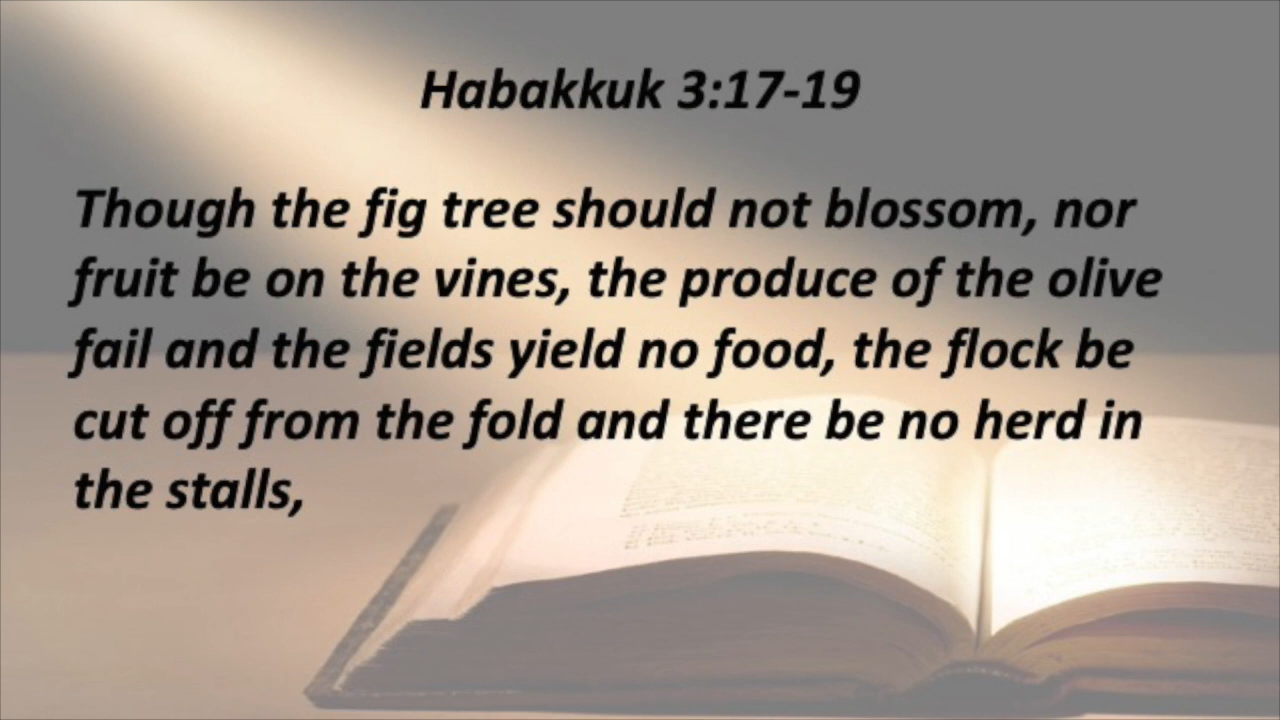 Habakkuk 3:17-19
Though the fig tree should not blossom, nor
fruit be on the vines, the produce of the olive
fail and the fields yield no food, the flock be
cut off from the fold and there be no herd in
the stalls,